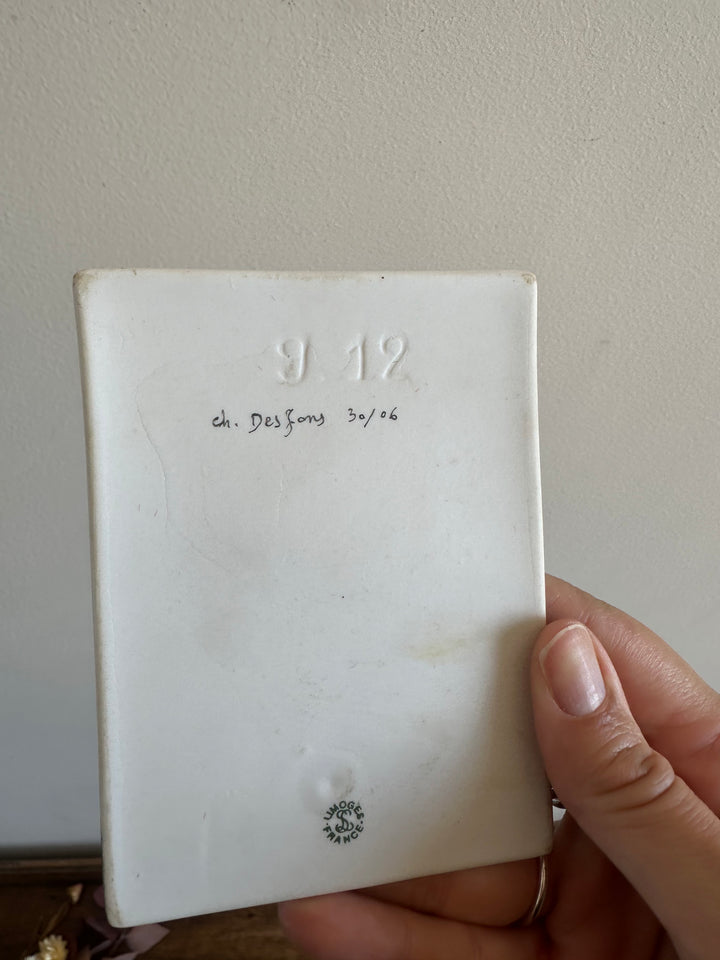 9 12
ch. Desfons 30/06
LIMOGES
FRANCE